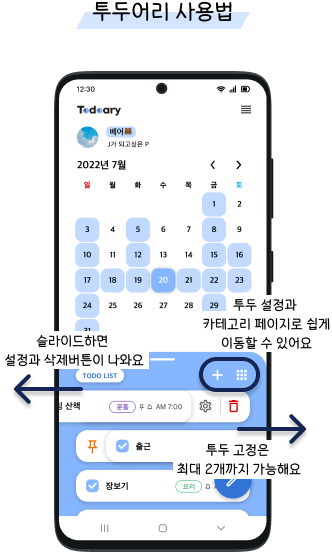 투두어리 사용법
12:30
Todoary
베어🐻
J가 되고싶은 P
2022년 7월
일 월 화 수 목 금 토
1 2
3 4 5 6 7 8 9
10 11 12 13 14 15 16
17 18 19 20 21 22 23
24 25 26 27 28 29
31
투두 설정과
카테고리 페이지로 쉽게
이동할 수 있어요
슬라이드하면
설정과 삭제버튼이 나와요
TODO LIST
산책 운동 AM 7:00
출근
투두 고정은
최대 2개까지 가능해요
장보기 요리